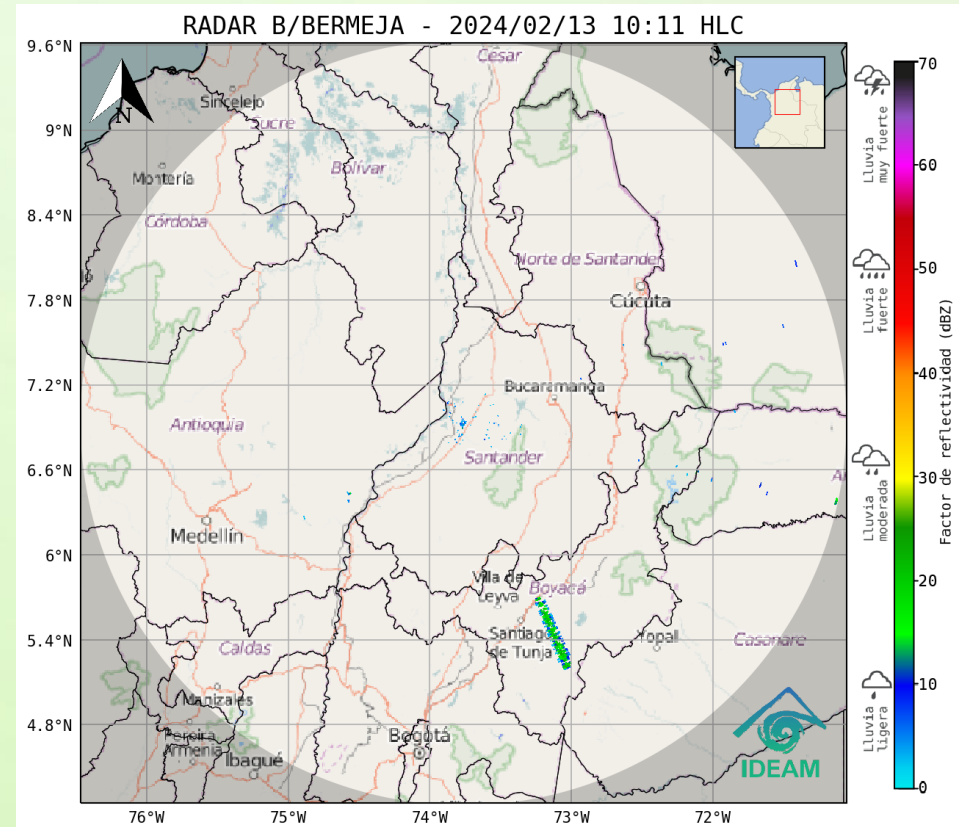 RADAR B/BERMEJA - 2024/02/13 10:11 HLC
9.6°N
9°N
8.4°N
7.8°N
7.2°N
6.6°N
6°N
5.4°N
4.8°N
N
Cesar
Sincelejo
Sucre
Montería
Bolívar
Córdoba
Norte de Santander
Cúcuta
Bucaramanga
Antioquia
Santander
Medellín
Villa de
Leyva
Boyacá
Santiago
de Tunja
Yopal
Casanare
Caldas
Manizales
Pereira
Armenia
Ibagué
Bogotá
IDEAM
76°W
75°W
74°W
73°W
72°W
Lluvia
muy fuerte
Lluvia
fuerte
Lluvia
moderada
Lluvia
ligera
70
60
50
40
30
20
10
0
Factor de reflectividad (dBZ)